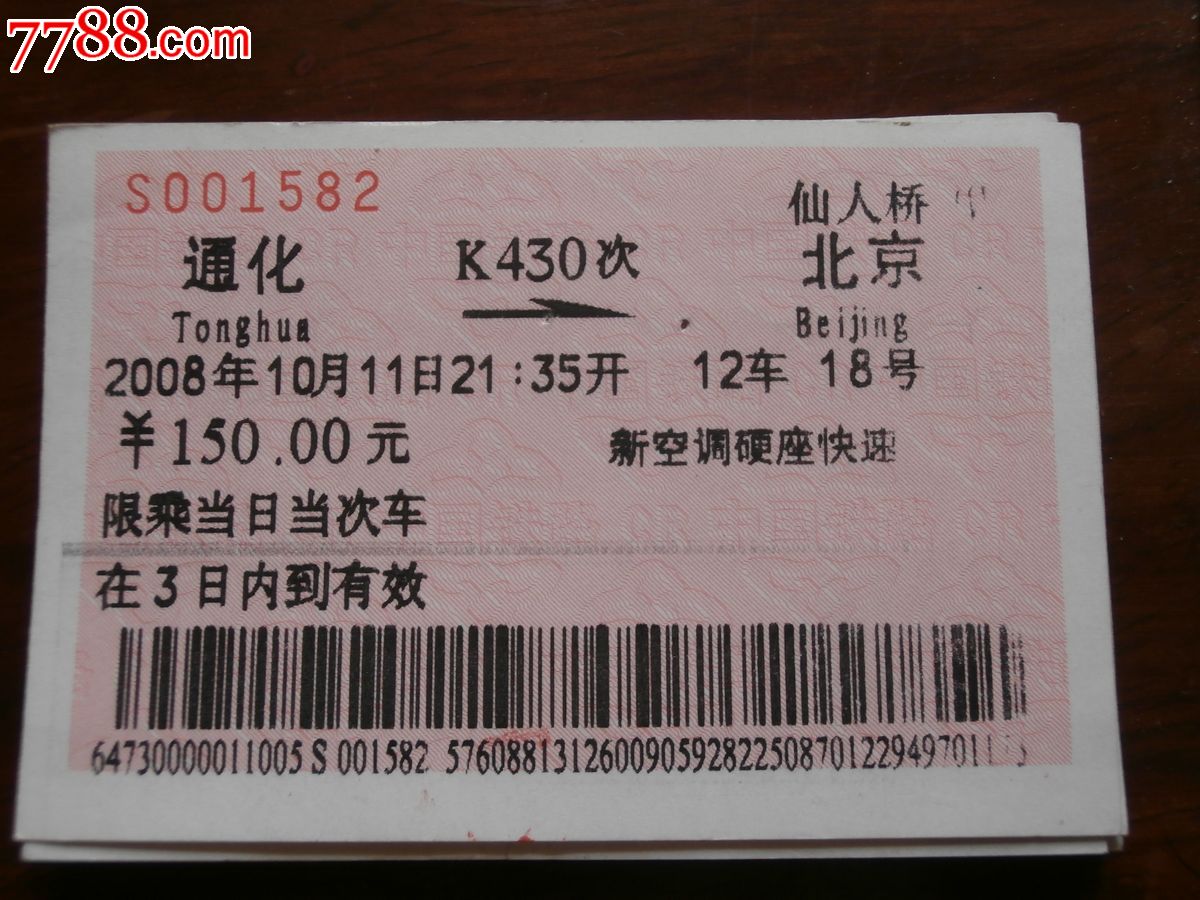 7788.com
S001582
仙人桥
通化 K430次 北京
Tonghua Beijing
2008年10月11日21:35开 12车 18号
￥150.00元 新空调硬座快速
限乘当日当次车
在3日内到有效
64730000011005 S 001582 57608813126009059282250870122949701